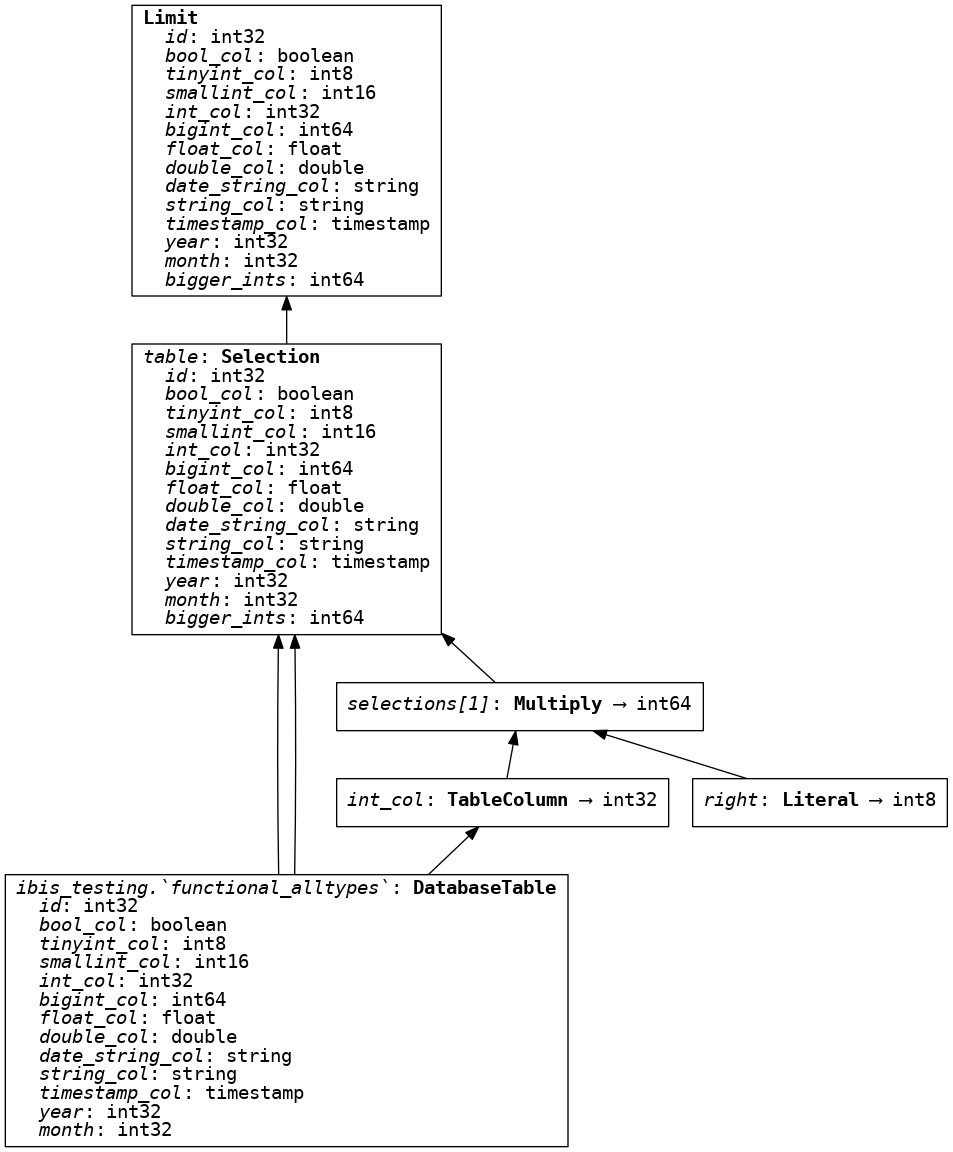 Limit
id: int32
bool_col: boolean
tinyint_col: int8
smallint_col: int16
int_col: int32
bigint_col: int64
float_col: float
double_col: double
date_string_col: string
string_col: string
timestamp_col: timestamp
year: int32
month: int32
bigger_ints: int64
table: Selection
id: int32
bool_col: boolean
tinyint_col: int8
smallint_col: int16
int_col: int32
bigint_col: int64
float_col: float
double_col: double
date_string_col: string
string_col: string
timestamp_col: timestamp
year: int32
month: int32
bigger_ints: int64
selections[1]: Multiply → int64
int_col: TableColumn → int32
right: Literal → int8
ibis_testing.`functional_alltypes`: DatabaseTable
id: int32
bool_col: boolean
tinyint_col: int8
smallint_col: int16
int_col: int32
bigint_col: int64
float_col: float
double_col: double
date_string_col: string
string_col: string
timestamp_col: timestamp
year: int32
month: int32